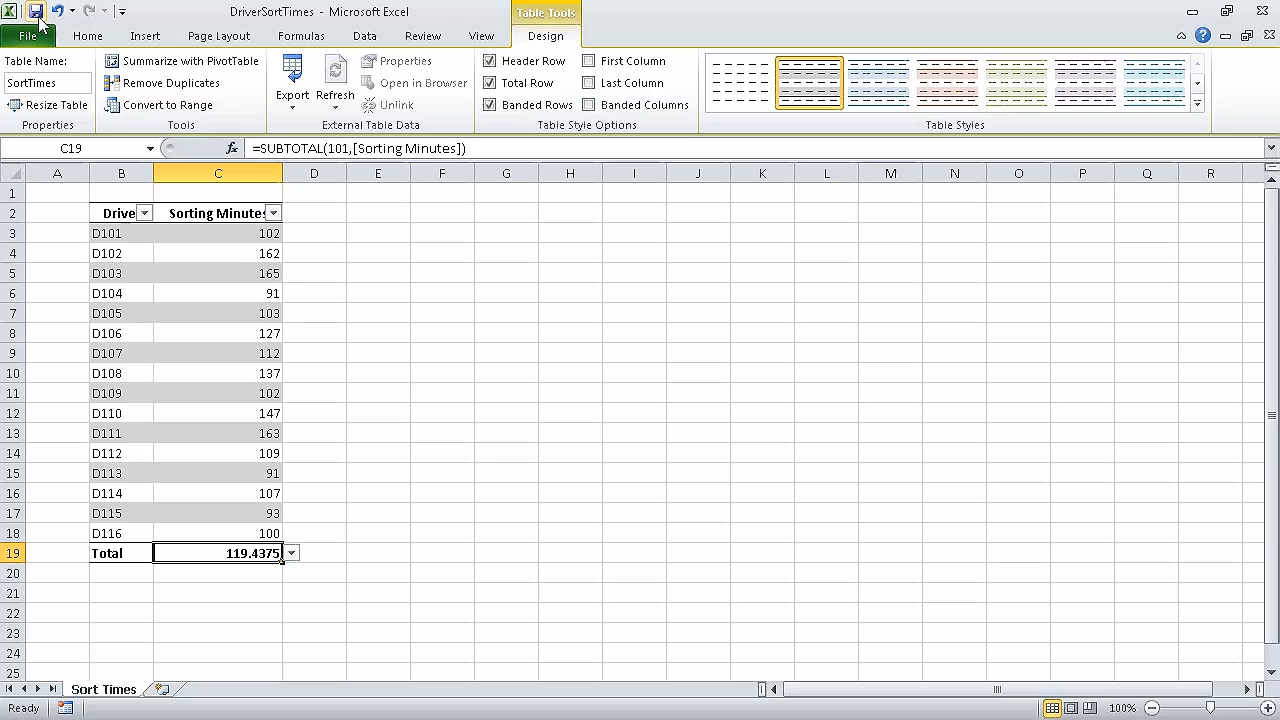 DriverSortTimes - Microsoft Excel
Table Tools
File Home Insert Page Layout Formulas Data Review View Design
Table Name:
SortTimes
Resize Table
Properties
Summarize with PivotTable
Remove Duplicates
Convert to Range
Tools
Export
Refresh
Properties
Open in Browser
Unlink
External Table Data
Header Row
First Column
Total Row
Last Column
Banded Rows
Banded Columns
Table Style Options
Table Styles
C19 fx =SUBTOTAL(101,[Sorting Minutes])
A B C D E F G H I J K L M N O P Q R
1
2 Drive Sorting Minutes
3 D101 102
4 D102 162
5 D103 165
6 D104 91
7 D105 103
8 D106 127
9 D107 112
10 D108 137
11 D109 102
12 D110 147
13 D111 163
14 D112 109
15 D113 91
16 D114 107
17 D115 93
18 D116 100
19 Total 119.4375
20
21
22
23
24
25
Sort Times
Ready
100%